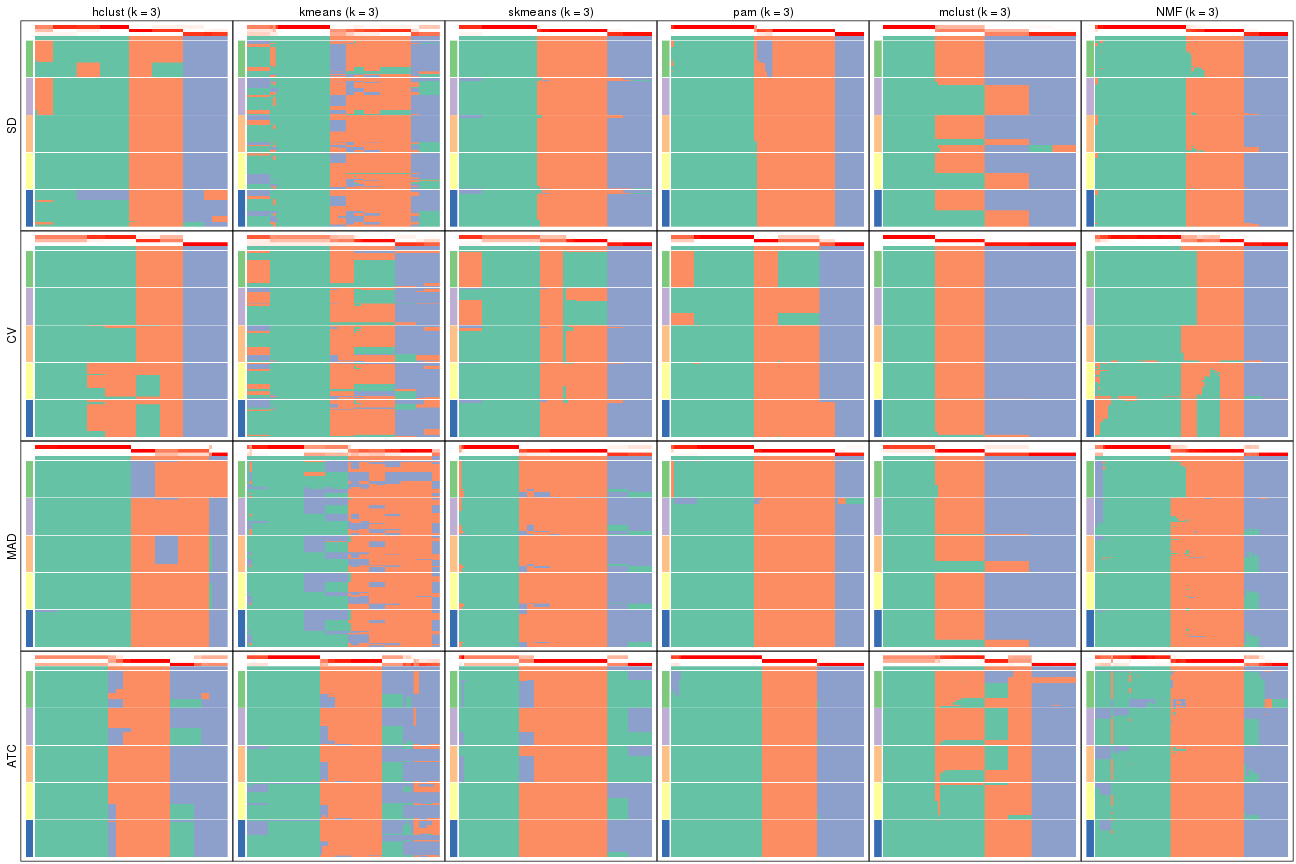 hclust (k = 3) kmeans (k = 3) skmeans (k = 3) pam (k = 3) mclust (k = 3) NMF (k = 3)
SD
CV
MAD
ATC